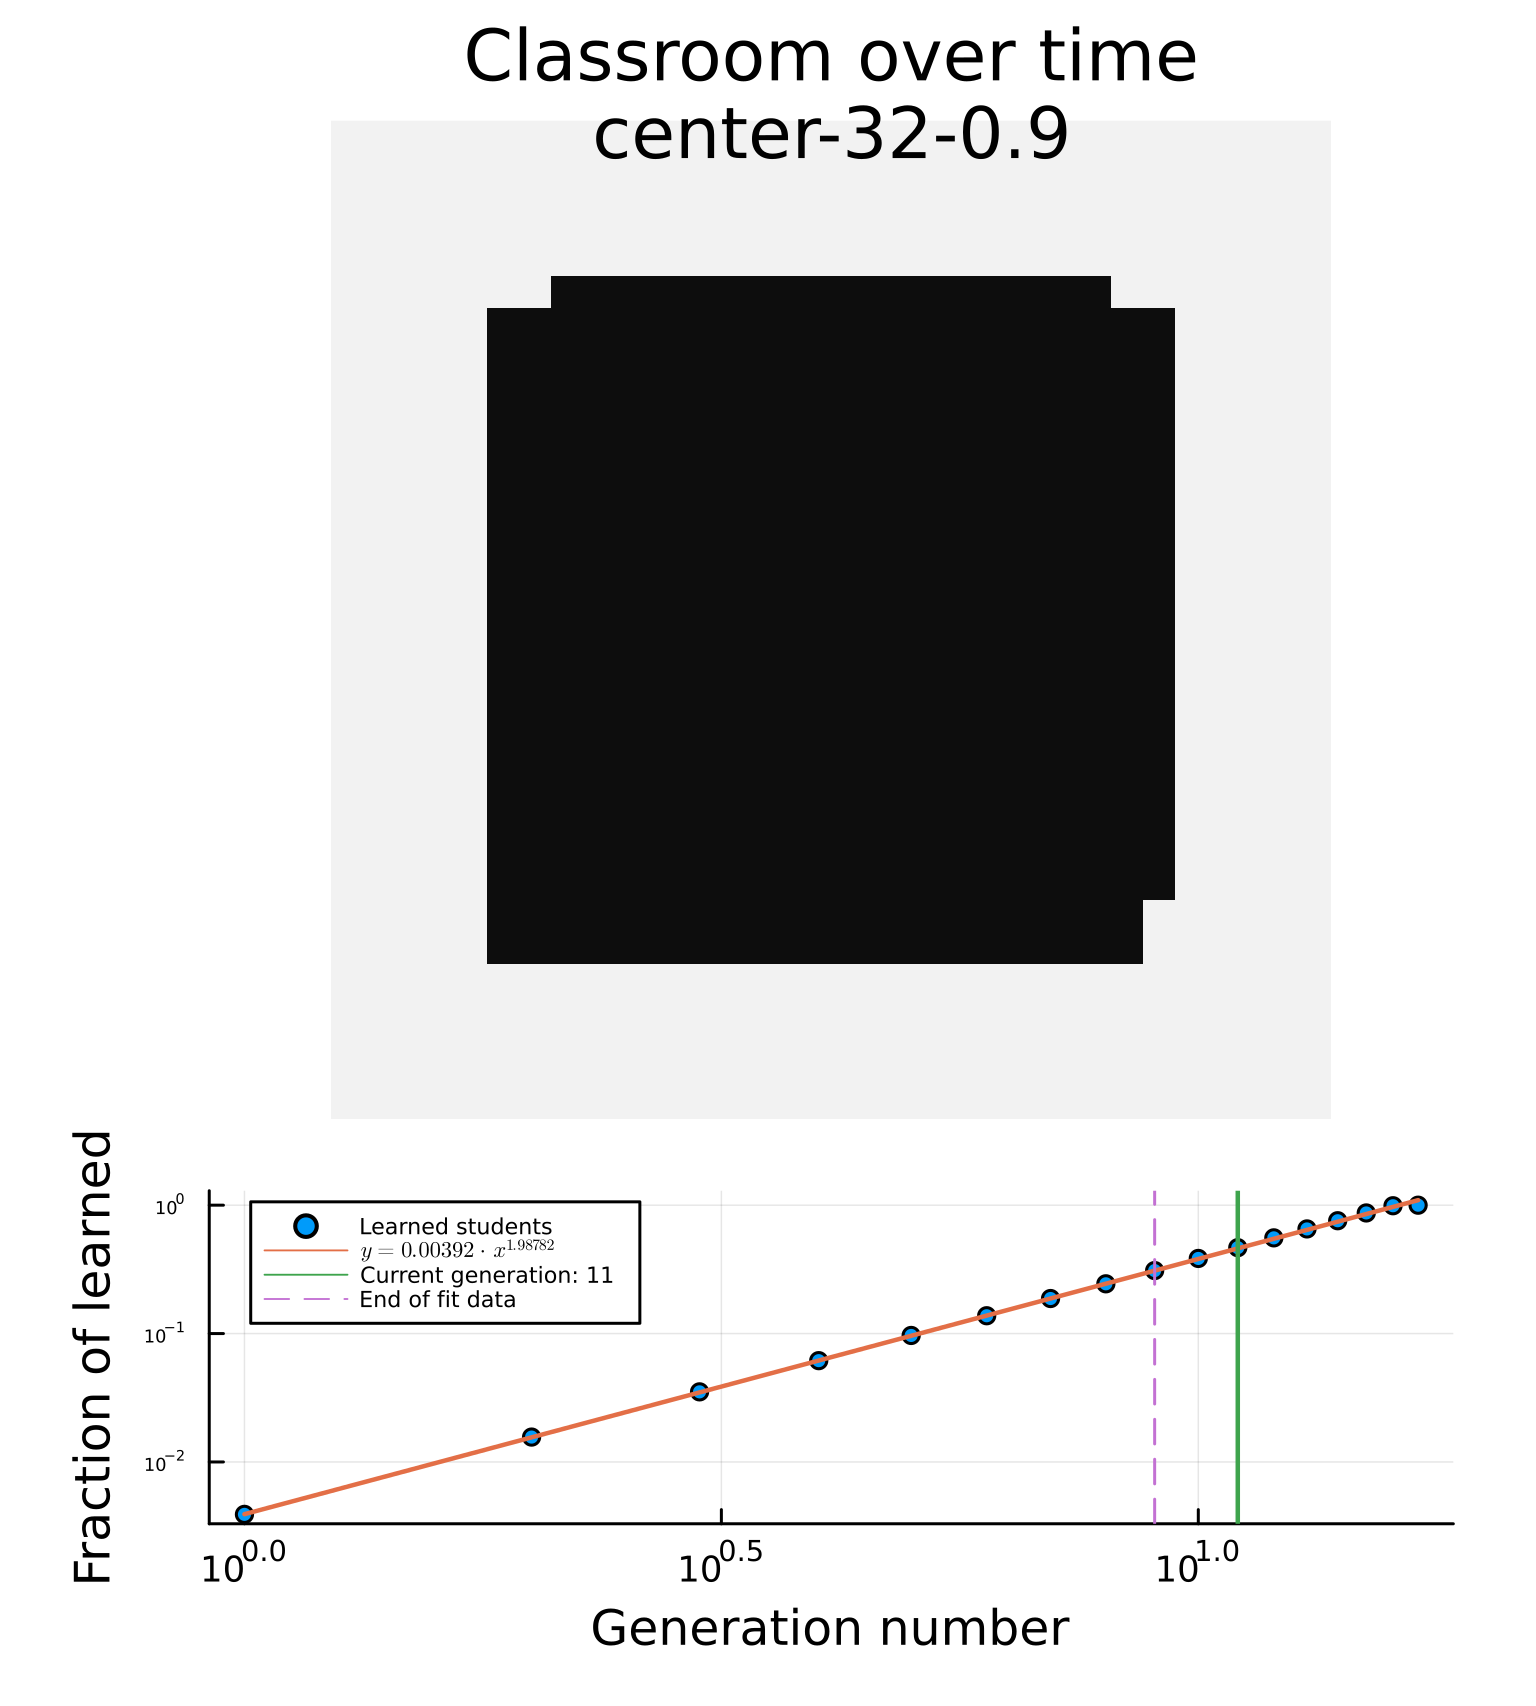 Classroom over time
center-32-0.9
Fraction of learned
10⁰
10⁻¹
10⁻²
Learned students
y = 0.00392 · x^1.98782
Current generation: 11
End of fit data
10^0.0 10^0.5 10^1.0
Generation number